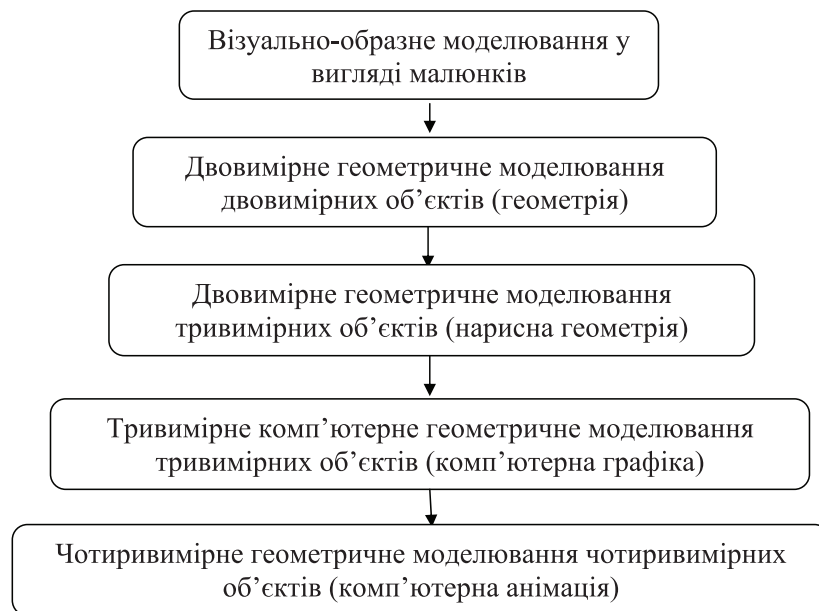 Візуально-образне моделювання у
вигляді малюнків
Двовимірне геометричне моделювання
двовимірних об’єктів (геометрія)
Двовимірне геометричне моделювання
тривимірних об’єктів (нарисна геометрія)
Тривимірне комп’ютерне геометричне моделювання
тривимірних об’єктів (комп’ютерна графіка)
Чотиривимірне геометричне моделювання чотиривимірних
об’єктів (комп’ютерна анімація)